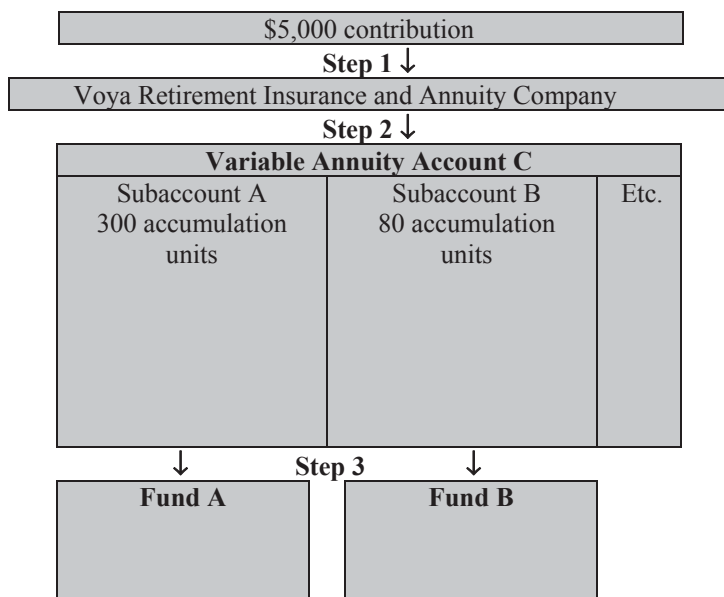 $5,000 contribution
Step 1 ↓
Voya Retirement Insurance and Annuity Company
Step 2 ↓
Variable Annuity Account C
Subaccount A
300 accumulation
units
Subaccount B
80 accumulation
units
Etc.
↓ Step 3 ↓
Fund A
Fund B